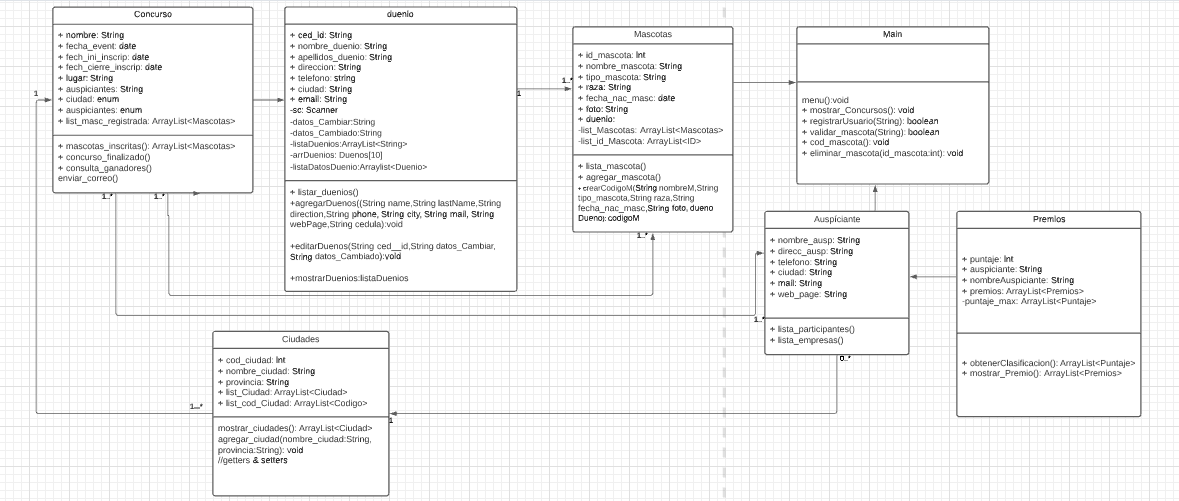 Concurso
+ nombre: String
+ fecha_event: date
+ fech_ini_inscrip: date
+ fech_cierre_inscrip: date
+ lugar: String
+ auspiciantes: String
+ ciudad: enum
+ auspiciantes: enum
+ list_masc_registrada: ArrayList<Mascotas>
+ mascotas_inscritas(): ArrayList<Mascotas>
+ concurso_finalizado()
+ consulta_ganadores()
enviar_correo()
1
1..*
1..*
duenio
+ ced_id: String
+ nombre_duenio: String
+ apellidos_duenio: String
+ direccion: String
+ telefono: string
+ ciudad: String
+ email: String
-sc: Scanner
-datos_Cambiar:String
-datos_Cambiado:String
-listaDuenios:ArrayList<String>
-arrDuenios: Duenos[10]
-listaDatosDuenio:Arraylist<Duenio>
+ listar_duenios()
+agregarDuenos((String name,String lastName,String
direction,String phone, String city, String mail, String
webPage,String cedula):void
+editarDuenos(String ced__id,String datos_Cambiar,
String datos_Cambiado):void
+mostrarDuenios:listaDuenios
1
1..*
Mascotas
+ id_mascota: Int
+ nombre_mascota: String
+ tipo_mascota: String
+ raza: String
+ fecha_nac_masc: date
+ foto: String
+ duenio:
-list_Mascotas: ArrayList<Mascotas>
-list_id_Mascota: ArrayList<ID>
+ lista_mascota()
+ agregar_mascota()
+crearCodigoM(String nombreM,String
tipo_mascota,String raza,String
fecha_nac_masc,String foto, dueno
Dueno): codigoM
1..*
Main
menu():void
+ mostrar_Concursos(): void
+ registrarUsuario(String): boolean
+ validar_mascota(String): boolean
+ cod_mascota(): void
+ eliminar_mascota(id_mascota:int): void
Auspiciante
+ nombre_ausp: String
+ direcc_ausp: String
+ telefono: String
+ ciudad: String
+ mail: String
+ web_page: String
+ lista_participantes()
+ lista_empresas()
1..*
0..*
Premios
+ puntaje: Int
+ auspiciante: String
+ nombreAuspiciante: String
+ premios: ArrayList<Premios>
-puntaje_max: ArrayList<Puntaje>
+ obtenerClasificacion(): ArrayList<Puntaje>
+ mostrar_Premio(): ArrayList<Premios>
Ciudades
+ cod_ciudad: Int
+ nombre_ciudad: String
+ provincia: String
+ list_Ciudad: ArrayList<Ciudad>
+ list_cod_Ciudad: ArrayList<Codigo>
mostrar_ciudades(): ArrayList<Ciudad>
agregar_ciudad(nombre_ciudad:String,
provincia:String): void
//getters & setters
1...*
1